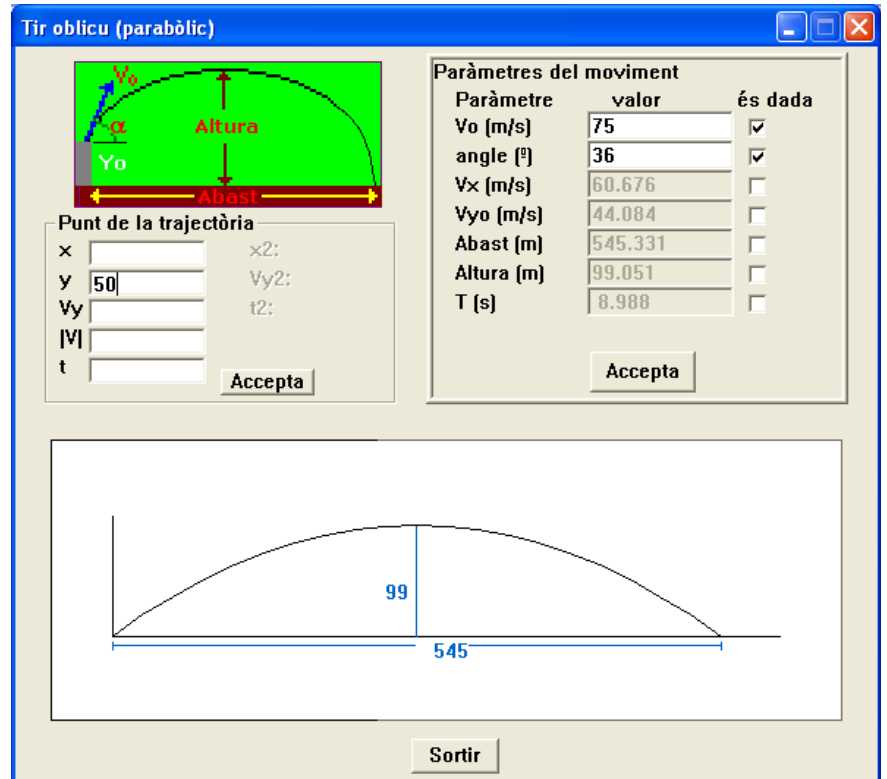 Tir oblicu (parabòlic)
Vo
α
Altura
Yo
Abast
Punt de la trajectòria
x
x2:
y 50
Vy2:
Vy
t2:
|V|
t
Accepta
Paràmetres del moviment
Paràmetre valor és dada
Vo (m/s) 75
angle (º) 36
Vx (m/s) 60.676
Vyo (m/s) 44.084
Abast (m) 545.331
Altura (m) 99.051
T (s) 8.988
Accepta
99
545
Sortir